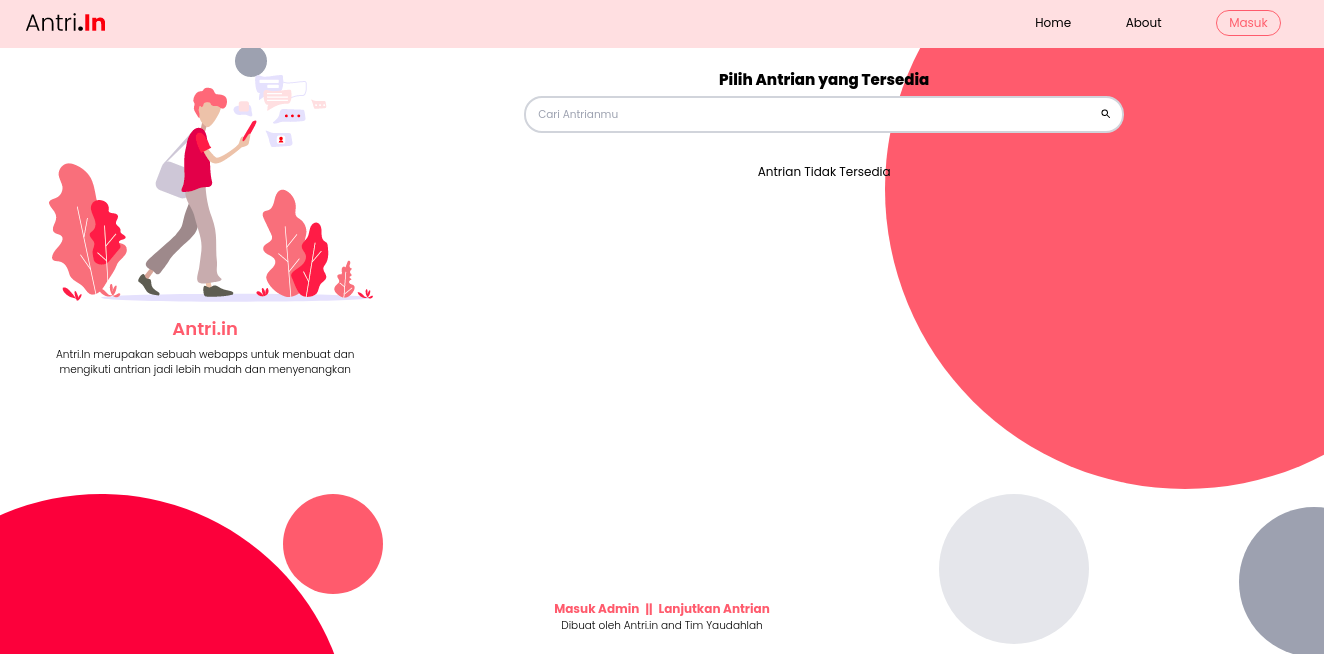 Antri.In
Home
About
Masuk
Pilih Antrian yang Tersedia
Cari Antrianmu
Antrian Tidak Tersedia
Antri.in
Antri.In merupakan sebuah webapps untuk menbuat dan
mengikuti antrian jadi lebih mudah dan menyenangkan
Masuk Admin || Lanjutkan Antrian
Dibuat oleh Antri.in and Tim Yaudahlah